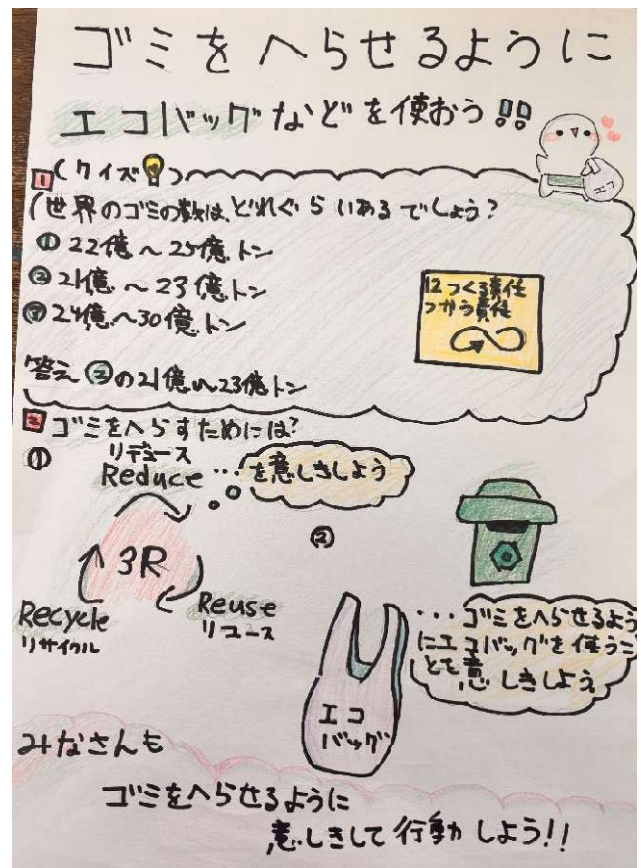 ゴミをへらせるように
エコバッグなどを使おう!!
エコ
1 (クイズ)
世界のゴミの数は、どれぐらいあるでしょう?
① 22億〜25億トン
② 21億〜23億トン
③ 24億〜30億トン
答え ②の21億〜23億トン
12つくる責任
つかう責任
2 ゴミをへらすためには?
①
リデュース
Reduce
・・・を意しきしよう
3R
Recycle
リサイクル
Reuse
リユース
②
・・・ゴミをへらせるよう
にエコバッグを使うこ
とも意しきしよう
エコ
バッグ
みなさんも
ゴミをへらせるように
意しきして行動しよう!!